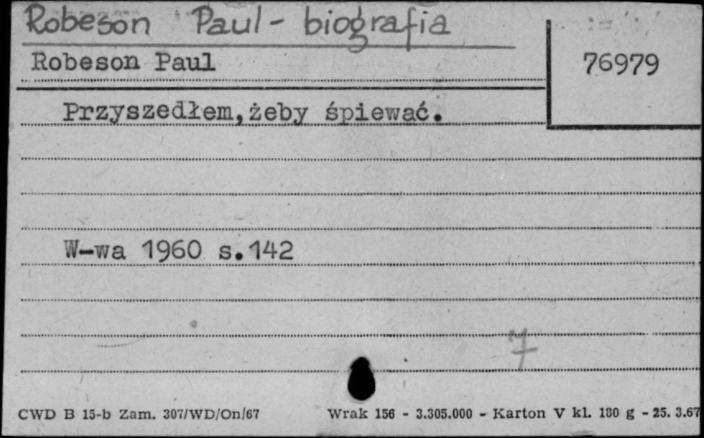 Robeson Paul - biografia
Robeson Paul
76979
Przyszedłem,żeby śpiewać.
W-wa 1960 s.142
7
CWD B 15-b Zam. 307/WD/On/67 Wrak 156 - 3.305.000 - Karton V kl. 180 g - 25. 3.67